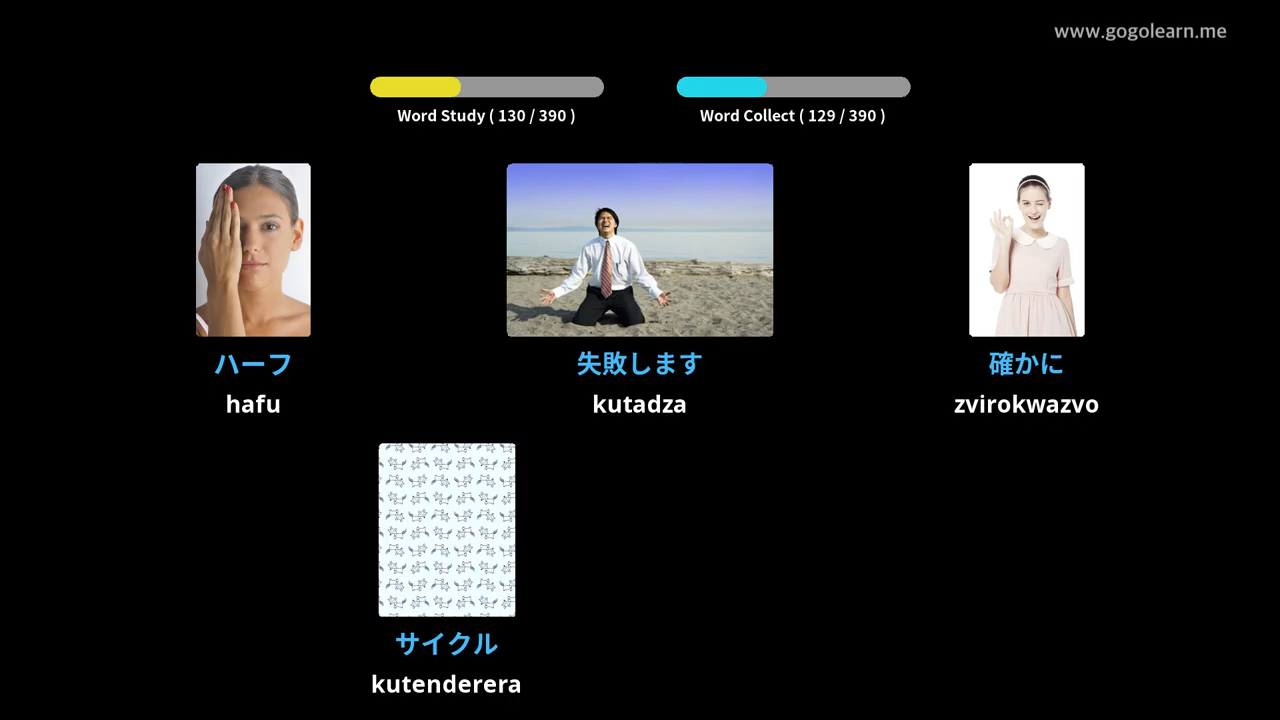 www.gogolearn.me
Word Study ( 130 / 390 )
Word Collect ( 129 / 390 )
ハーフ
hafu
失敗します
kutadza
確かに
zvirokwazvo
サイクル
kutenderera